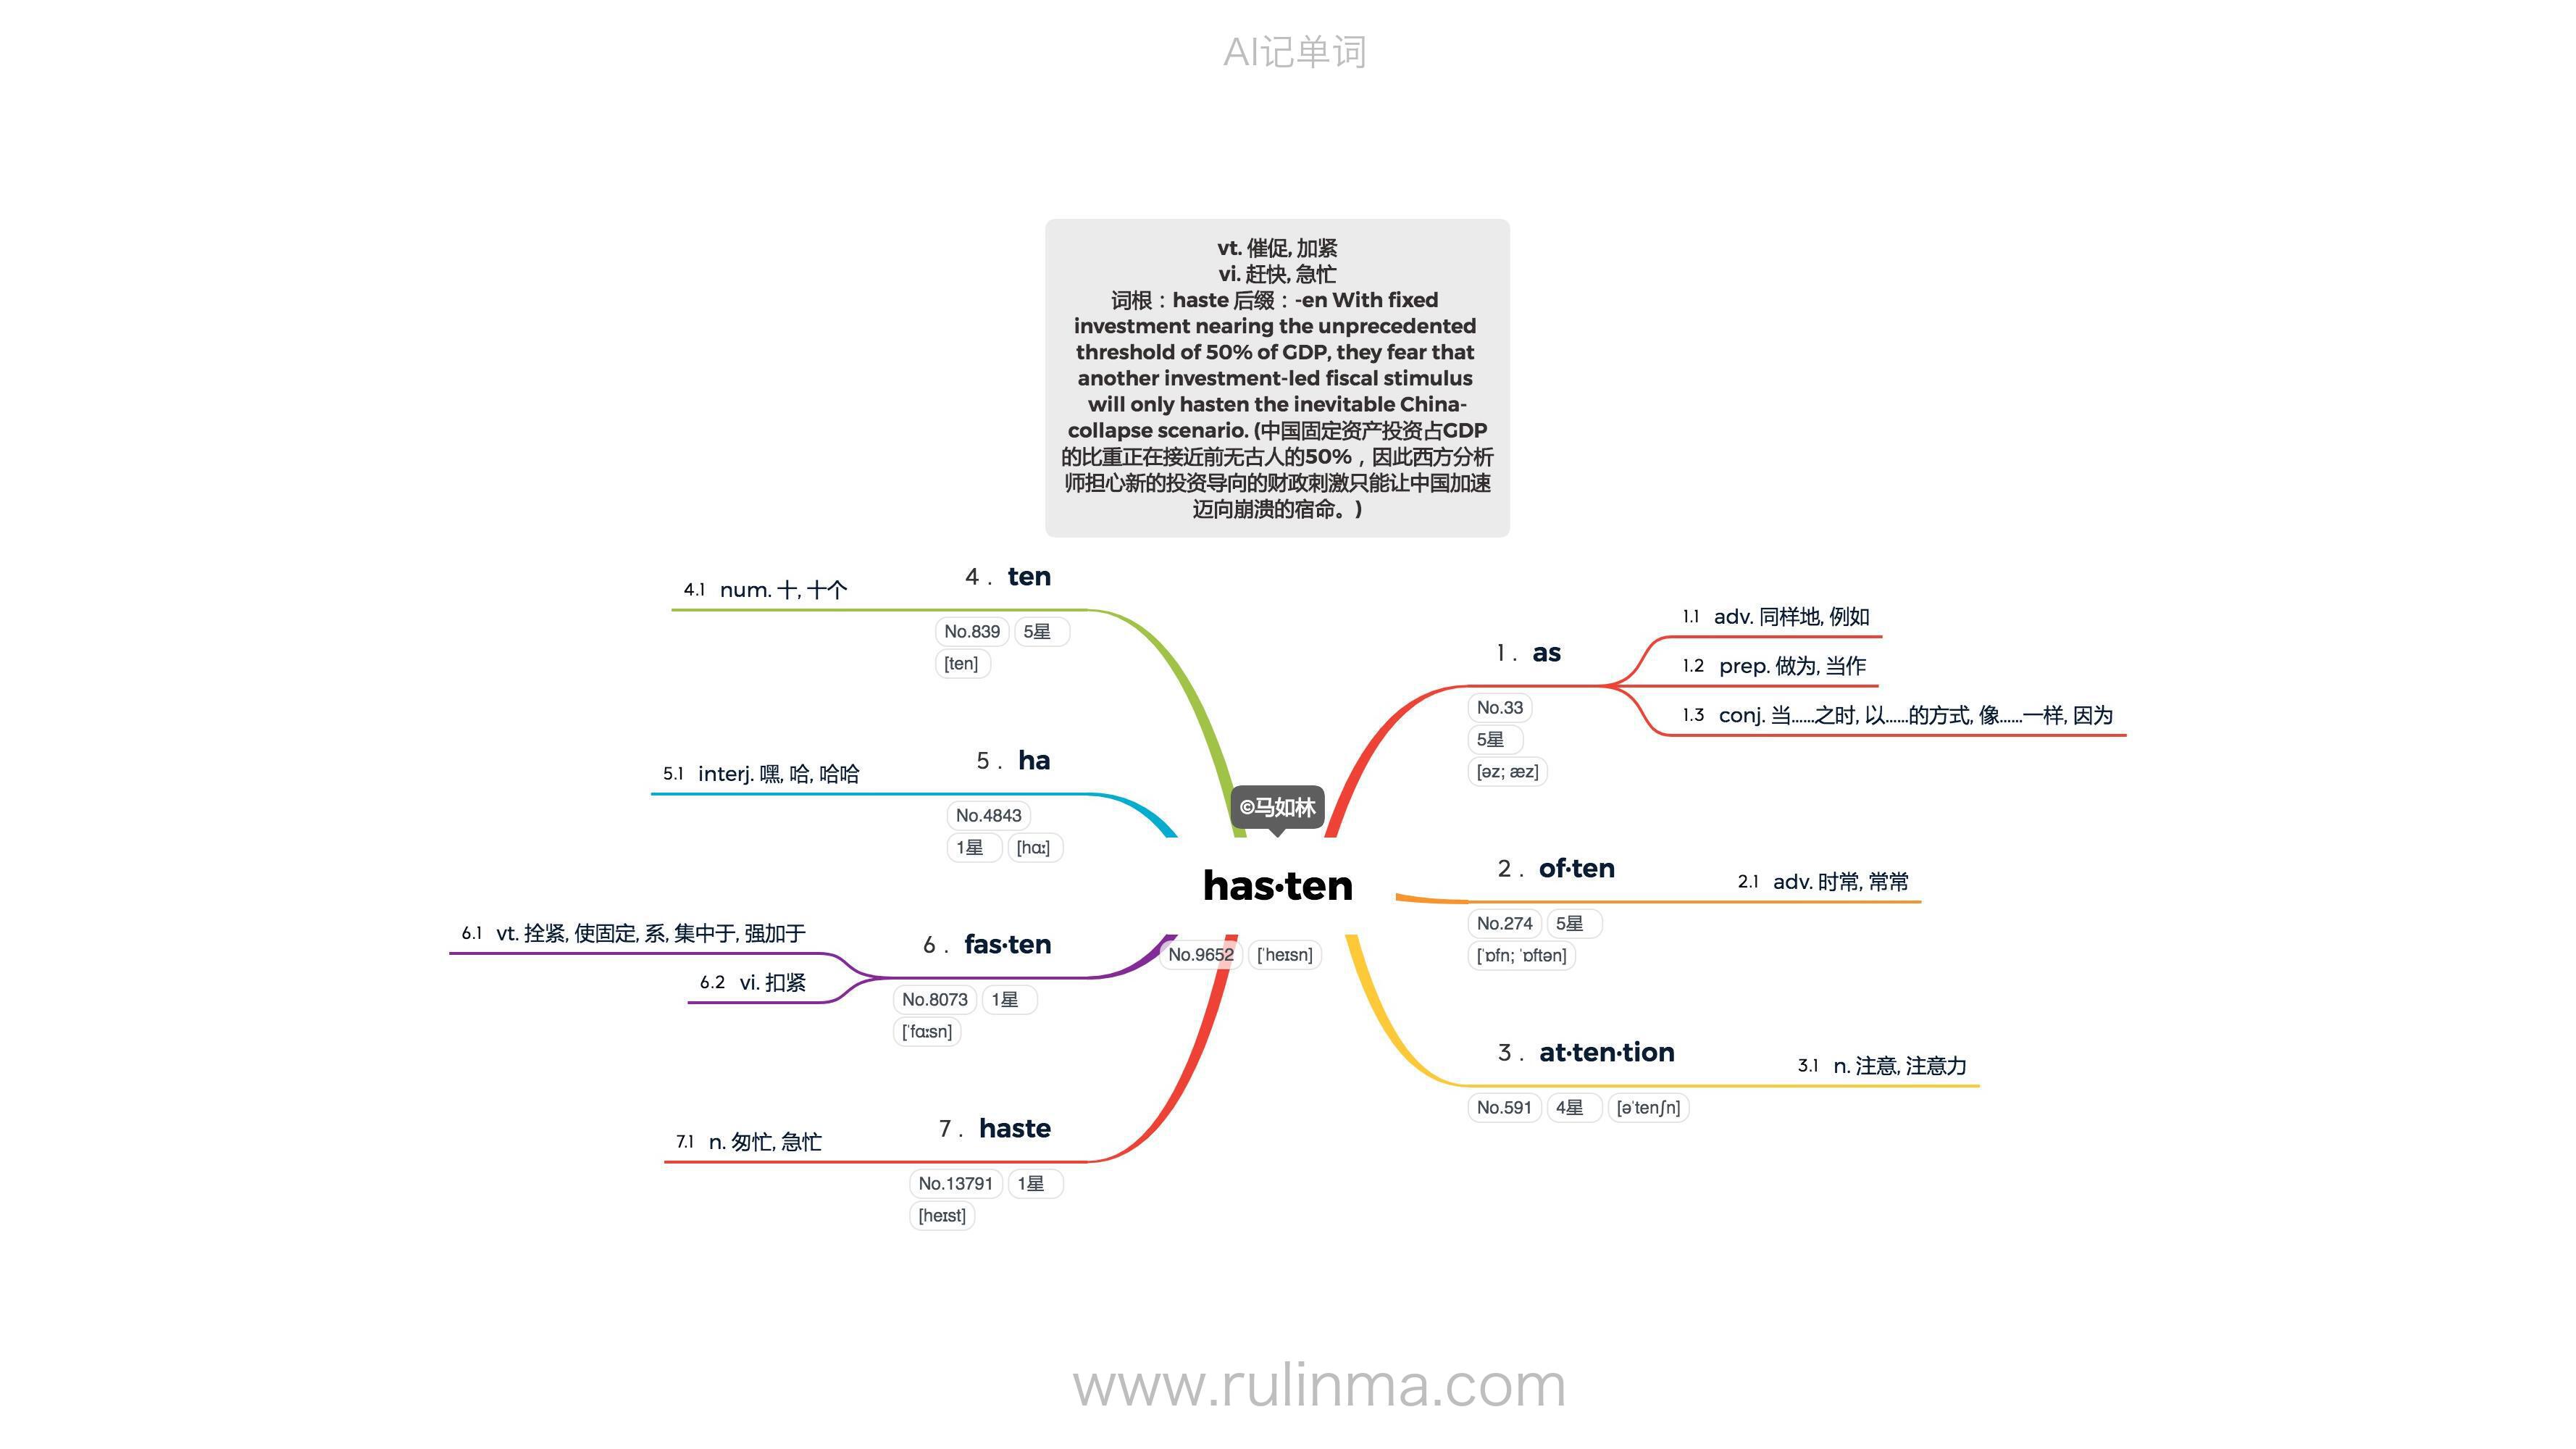 AI记单词
vt. 催促, 加紧
vi. 赶快, 急忙
词根：haste 后缀：-en With fixed
investment nearing the unprecedented
threshold of 50% of GDP, they fear that
another investment-led fiscal stimulus
will only hasten the inevitable China-
collapse scenario. (中国固定资产投资占GDP
的比重正在接近前无古人的50%，因此西方分析
师担心新的投资导向的财政刺激只能让中国加速
迈向崩溃的宿命。)
©马如林
has·ten
No.9652 [ˈheɪsn]
1. as
No.33
5星
[əz; æz]
1.1 adv. 同样地, 例如
1.2 prep. 做为, 当作
1.3 conj. 当......之时, 以......的方式, 像......一样, 因为
2. of·ten
No.274 5星
[ˈɒfn; ˈɒftən]
2.1 adv. 时常, 常常
3. at·ten·tion
No.591 4星 [əˈtenʃn]
3.1 n. 注意, 注意力
4. ten
No.839 5星
[ten]
4.1 num. 十, 十个
5. ha
No.4843
1星 [hɑː]
5.1 interj. 嘿, 哈, 哈哈
6. fas·ten
No.8073 1星
[ˈfɑːsn]
6.1 vt. 拴紧, 使固定, 系, 集中于, 强加于
6.2 vi. 扣紧
7. haste
No.13791 1星
[heɪst]
7.1 n. 匆忙, 急忙
www.rulinma.com